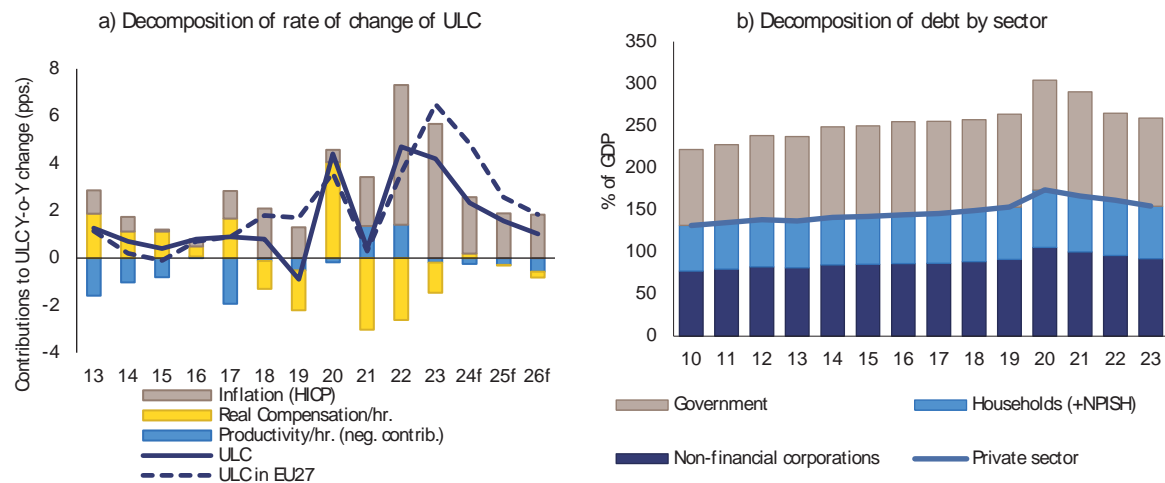 a) Decomposition of rate of change of ULC
Contributions to ULC Y-o-Y change (pps.)
8
6
4
2
0
-2
-4
13 14 15 16 17 18 19 20 21 22 23 24f 25f 26f
Inflation (HICP)
Real Compensation/hr.
Productivity/hr. (neg. contrib.)
ULC
ULC in EU27
b) Decomposition of debt by sector
% of GDP
350
300
250
200
150
100
50
0
10 11 12 13 14 15 16 17 18 19 20 21 22 23
Government
Households (+NPISH)
Non-financial corporations
Private sector